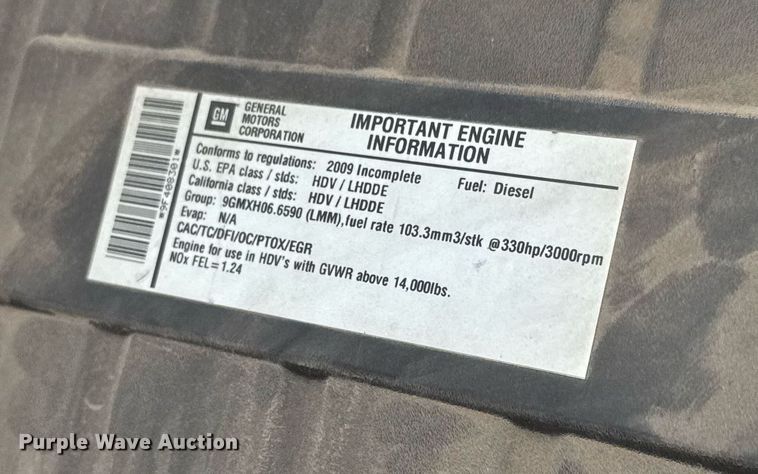 *9F408301*
GM
GENERAL
MOTORS
CORPORATION
IMPORTANT ENGINE
INFORMATION
Conforms to regulations: 2009 Incomplete Fuel: Diesel
U.S. EPA class / stds: HDV / LHDDE
California class / stds: HDV / LHDDE
Group: 9GMXH06.6590 (LMM),fuel rate 103.3mm3/stk @330hp/3000rpm
Evap: N/A
CAC/TC/DFI/OC/PTOX/EGR
Engine for use in HDV's with GVWR above 14,000lbs.
NOx FEL=1.24
Purple Wave Auction